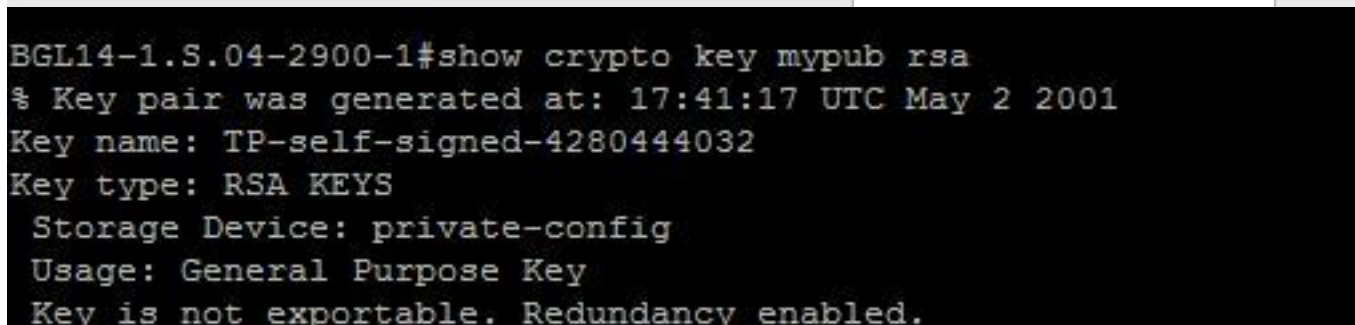 BGL14-1.S.04-2900-1#show crypto key mypub rsa
% Key pair was generated at: 17:41:17 UTC May 2 2001
Key name: TP-self-signed-4280444032
Key type: RSA KEYS
 Storage Device: private-config
 Usage: General Purpose Key
 Key is not exportable. Redundancy enabled.